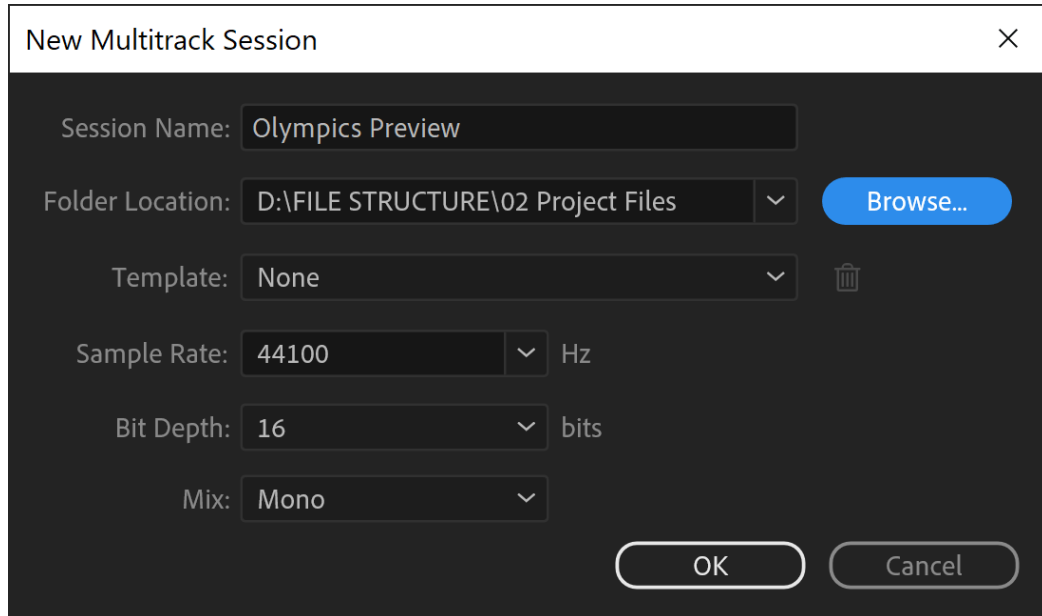 New Multitrack Session
Session Name: Olympics Preview
Folder Location: D:\FILE STRUCTURE\02 Project Files Browse...
Template: None
Sample Rate: 44100 Hz
Bit Depth: 16 bits
Mix: Mono
OK Cancel